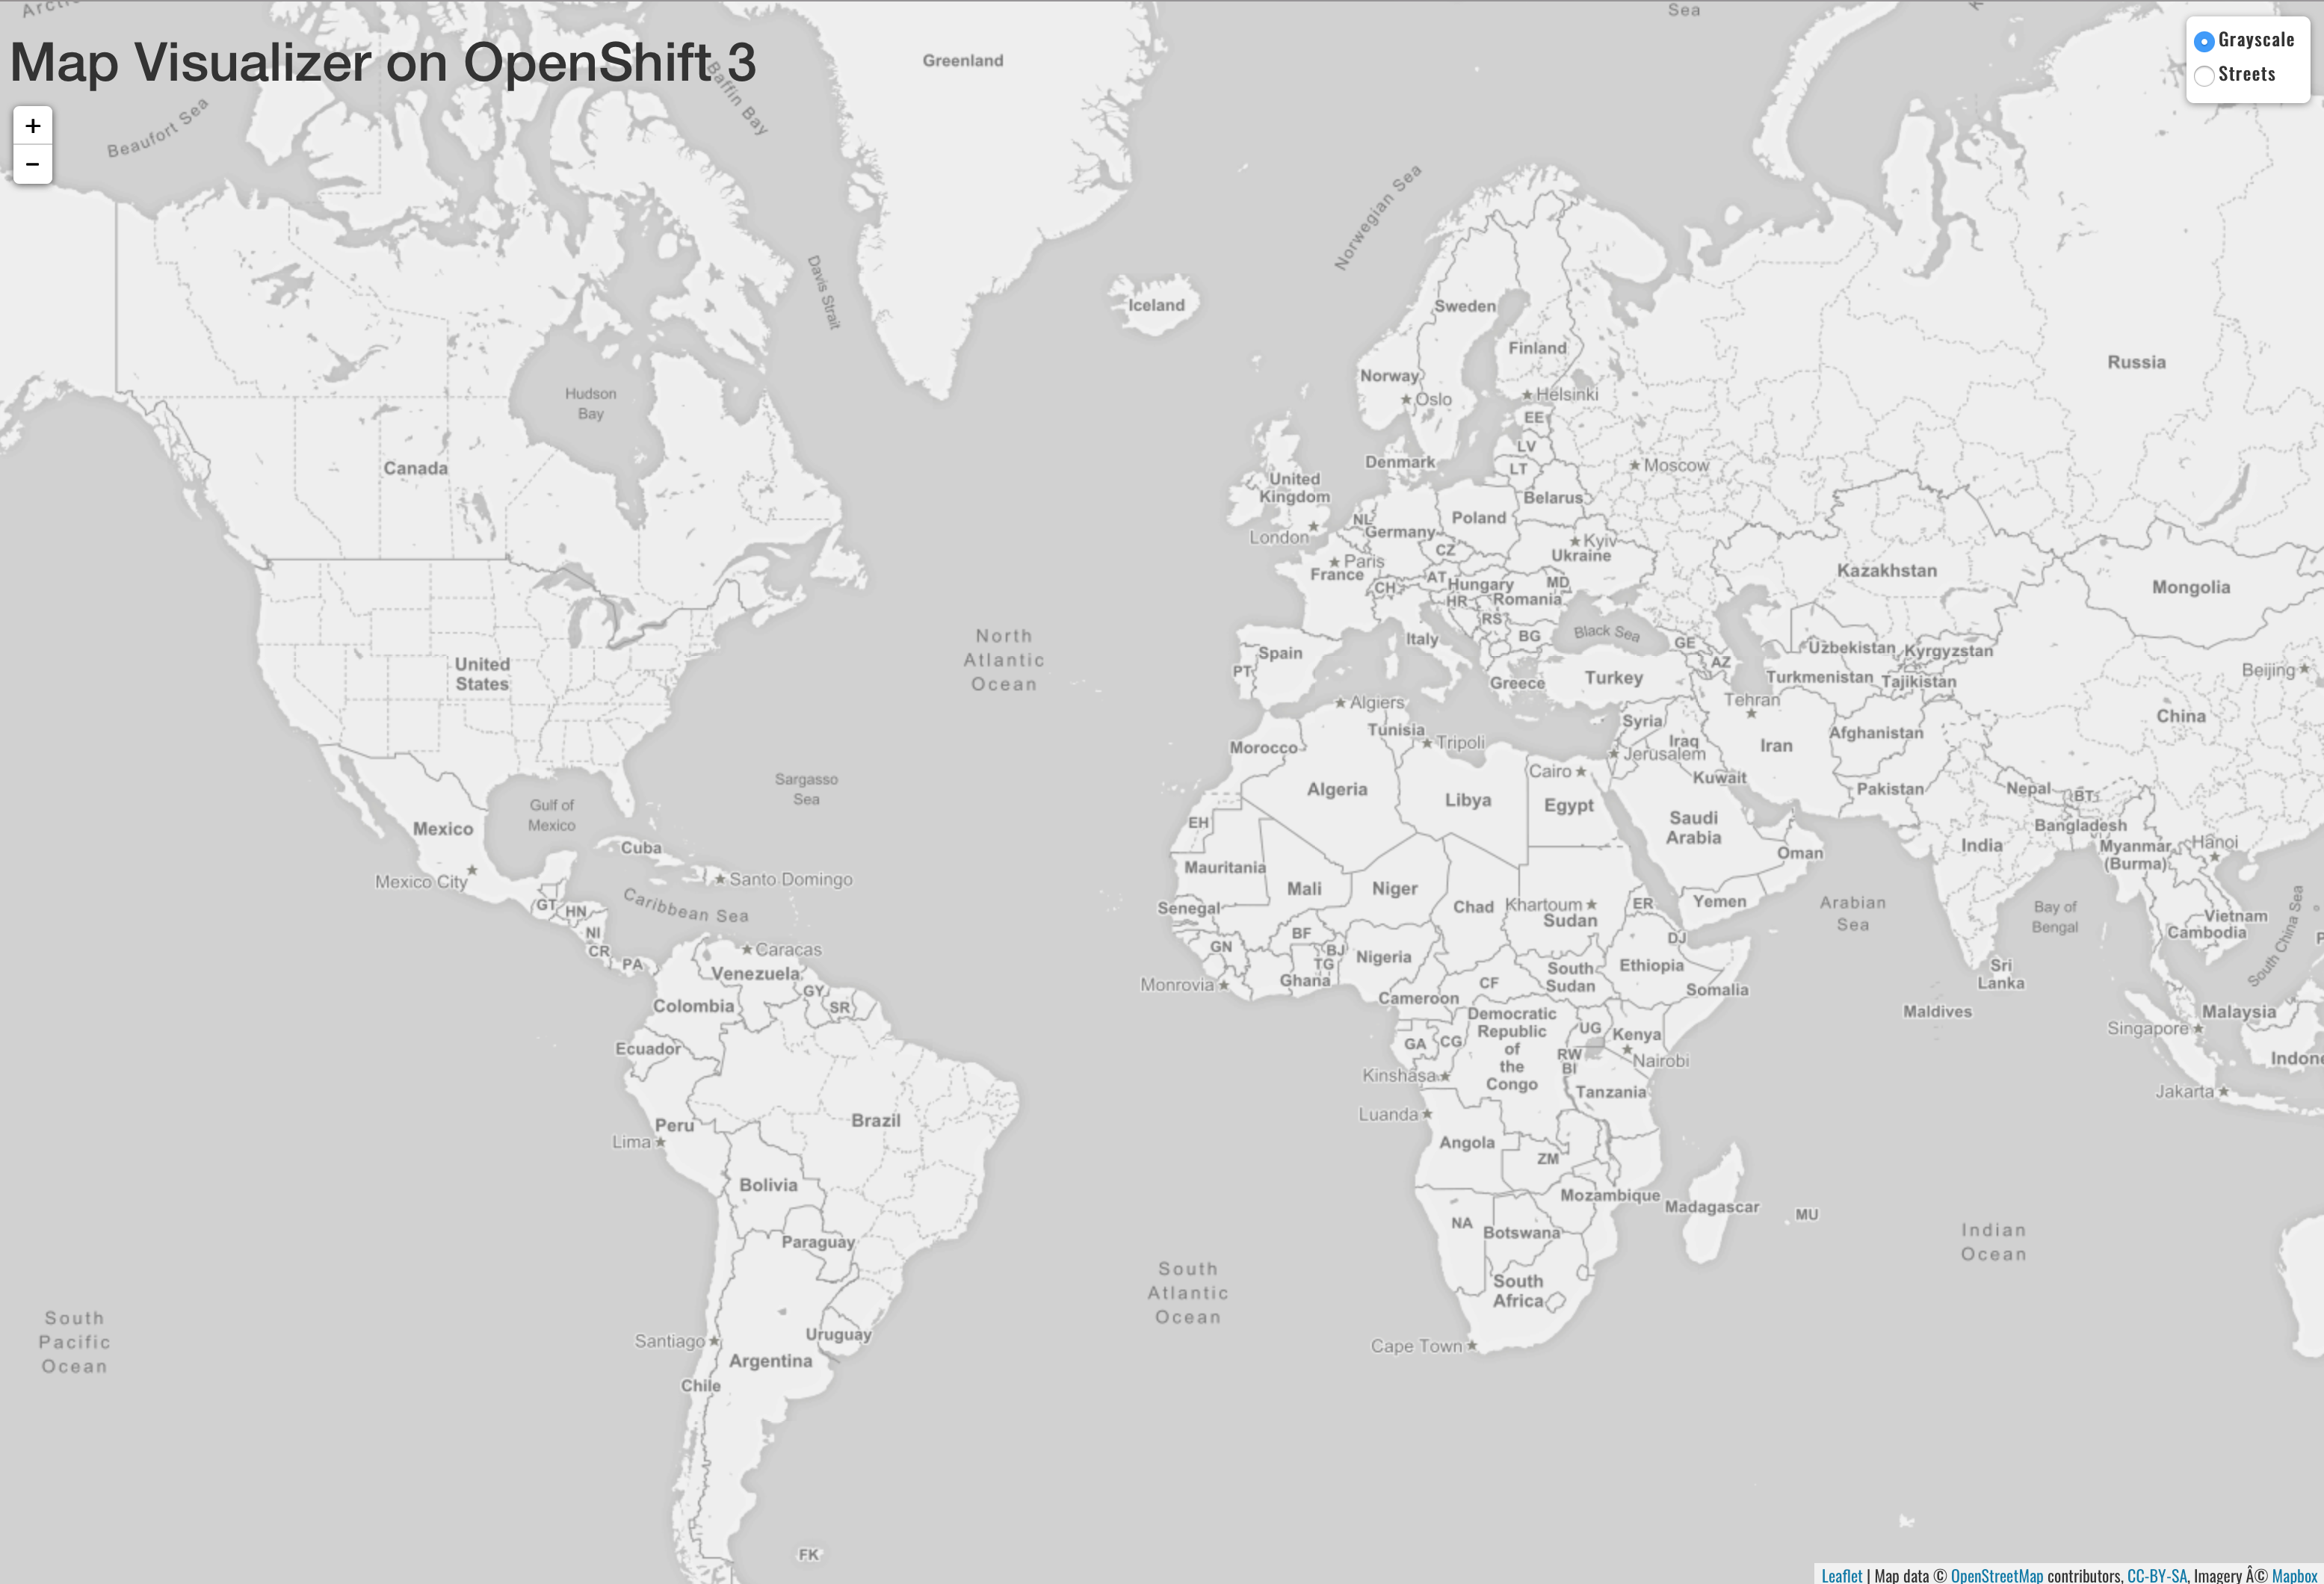 Sea
Map Visualizer on OpenShift 3
Grayscale
Streets
+
−
Greenland
Baffin Bay
Beaufort Sea
Norwegian Sea
Davis Strait
Iceland
Sweden
Finland
Russia
Norway
Hudson
Bay
Oslo
Helsinki
EE
LV
Denmark
LT
Moscow
Canada
United
Kingdom
Belarus
NL
Poland
London
Germany
Kyiv
CZ
Ukraine
Paris
France
Kazakhstan
AT
Hungary
MD
CH
Mongolia
HR
Romania
RS
Black Sea
BG
North
Atlantic
Ocean
Italy
GE
Uzbekistan
Kyrgyzstan
Spain
AZ
PT
United
States
Beijing
Greece
Turkey
Turkmenistan
Tajikistan
Algiers
Tehran
China
Tunisia
Syria
Tripoli
Afghanistan
Morocco
Iraq
Iran
Jerusalem
Cairo
Kuwait
Sargasso
Sea
Algeria
Libya
Egypt
Pakistan
Nepal
BT
Gulf of
Mexico
EH
Saudi
Arabia
Mexico
Bangladesh
Cuba
India
Hanoi
Myanmar
(Burma)
Oman
Mauritania
Mexico City
Santo Domingo
Mali
Niger
Caribbean Sea
GT
HN
Senegal
Chad
Khartoum
Sudan
ER
Yemen
Arabian
Sea
Bay of
Bengal
Vietnam
South China Sea
NI
BF
Cambodia
P
CR
Caracas
GN
BJ
DJ
PA
TG
Nigeria
Ethiopia
Sri
Lanka
Venezuela
Monrovia
Ghana
CF
South
Sudan
GY
Somalia
Colombia
SR
Cameroon
Maldives
Malaysia
Democratic
Republic
of
the
Congo
Singapore
UG
Kenya
Ecuador
GA
CG
RW
Nairobi
Indone
BI
Kinshasa
Tanzania
Jakarta
Luanda
Brazil
Peru
Lima
Angola
ZM
Bolivia
Mozambique
Madagascar
MU
NA
Botswana
Paraguay
Indian
Ocean
South
Atlantic
Ocean
South
Africa
South
Pacific
Ocean
Santiago
Uruguay
Cape Town
Argentina
Chile
FK
Leaflet | Map data © OpenStreetMap contributors, CC-BY-SA, Imagery Â© Mapbox